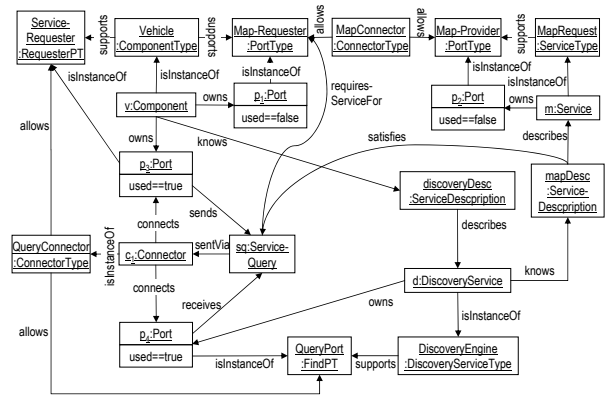 Service-
Requester
:RequesterPT
supports
Vehicle
:ComponentType
supports
Map-Requester
:PortType
allows
MapConnector
:ConnectorType
allows
Map-Provider
:PortType
supports
MapRequest
:ServiceType
isInstanceOf
isInstanceOf
isInstanceOf
isInstanceOf
isInstanceOf
v:Component
owns
p1:Port
used==false
requires-
ServiceFor
p2:Port
used==false
owns
m:Service
allows
owns
knows
satisfies
describes
p3:Port
used==true
sends
discoveryDesc
:ServiceDescpription
mapDesc
:Service-
Descpription
connects
describes
QueryConnector
:ConnectorType
isInstanceOf
c1:Connector
sentVia
sq:Service-
Query
knows
connects
receives
owns
d:DiscoveryService
allows
p4:Port
used==true
isInstanceOf
isInstanceOf
QueryPort
:FindPT
supports
DiscoveryEngine
:DiscoveryServiceType